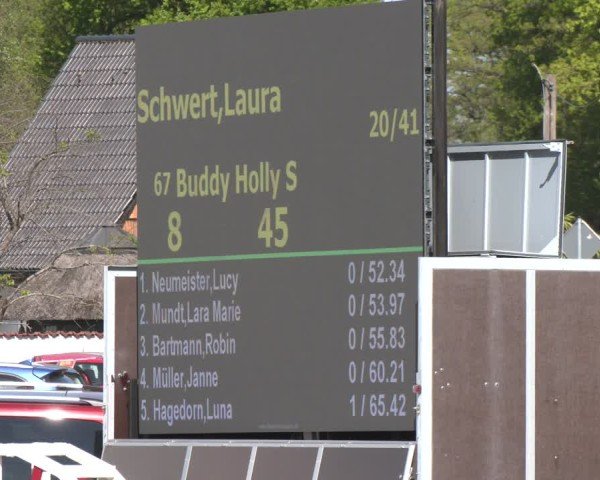 Schwert,Laura
20/41
67 Buddy Holly S
8 45
1. Neumeister,Lucy 0 / 52.34
2. Mundt,Lara Marie 0 / 53.97
3. Bartmann,Robin 0 / 55.83
4. Müller,Janne 0 / 60.21
5. Hagedorn,Luna 1 / 65.42